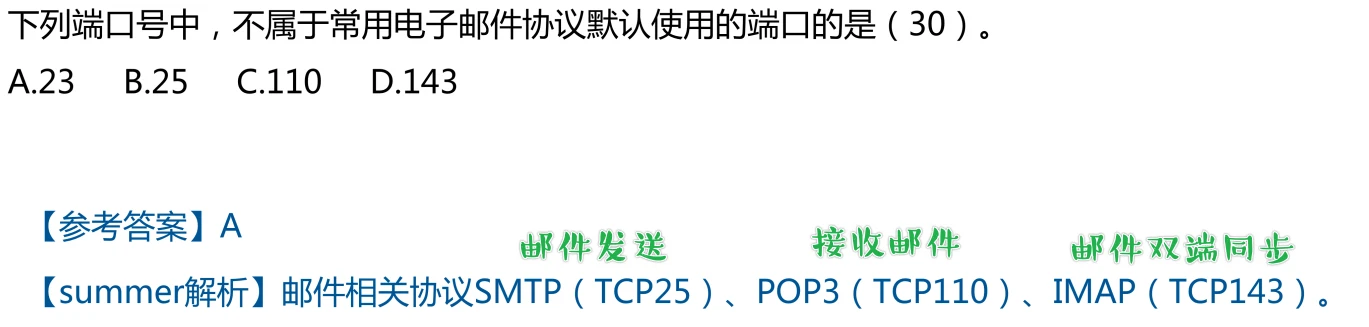 下列端口号中，不属于常用电子邮件协议默认使用的端口的是（30）。
A.23 B.25 C.110 D.143
【参考答案】A
邮件发送 接收邮件 邮件双端同步
【summer解析】邮件相关协议SMTP（TCP25）、POP3（TCP110）、IMAP（TCP143）。